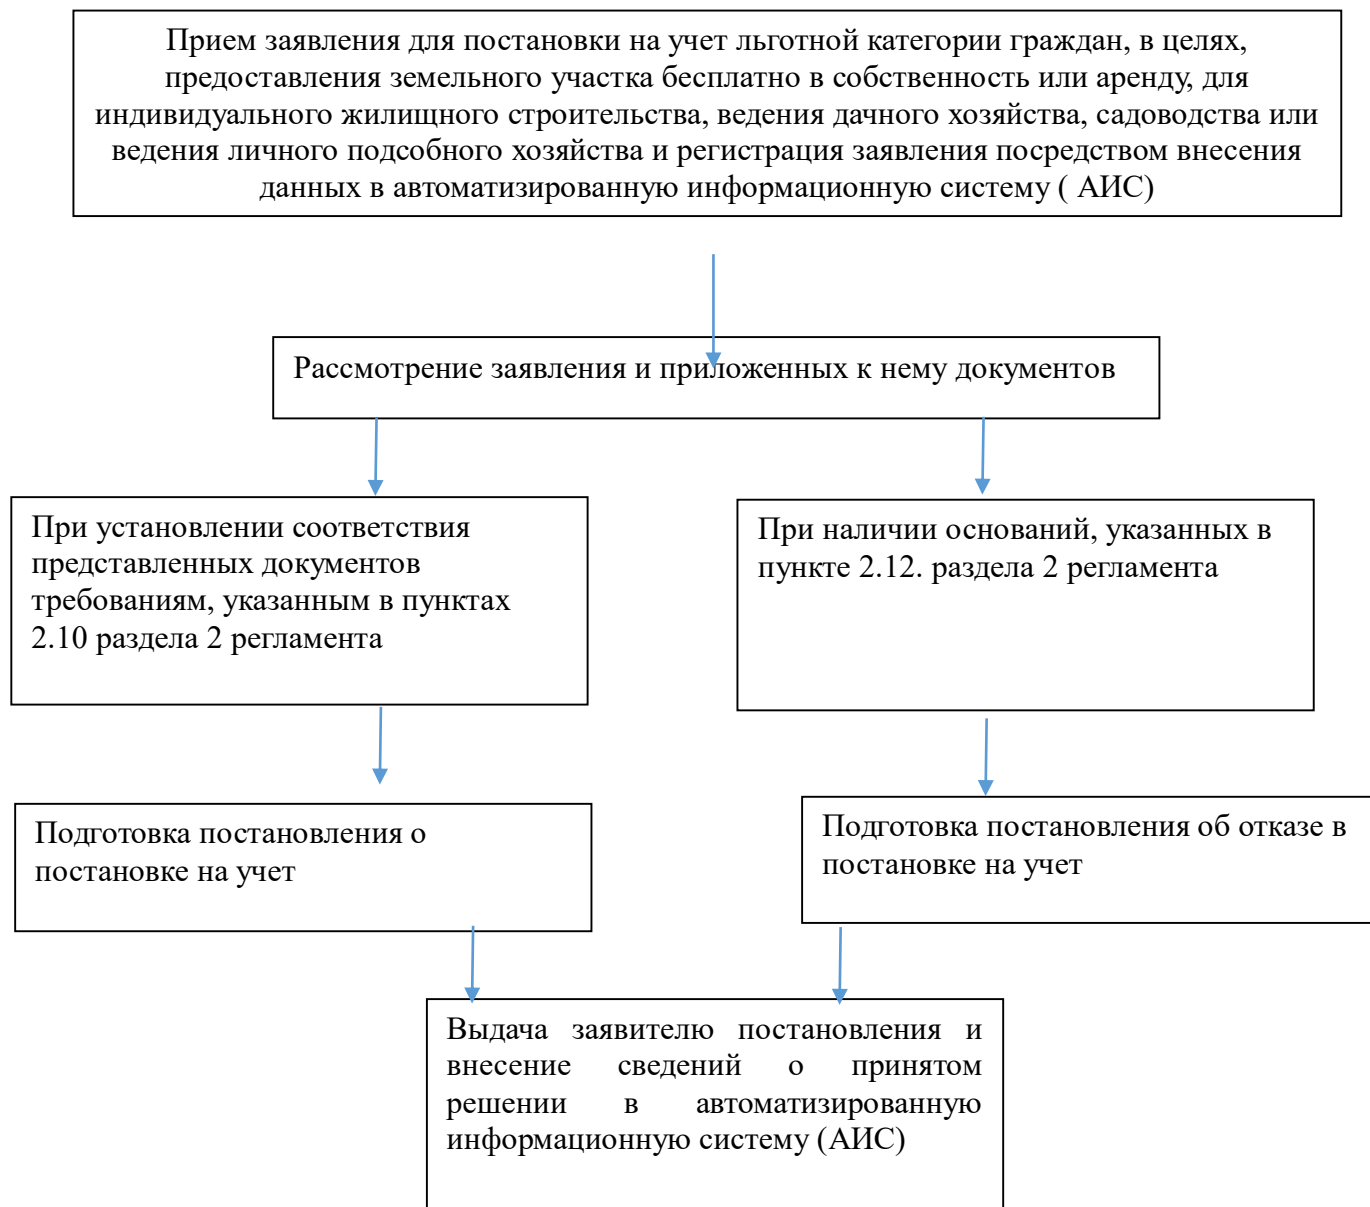 Прием заявления для постановки на учет льготной категории граждан, в целях,
предоставления земельного участка бесплатно в собственность или аренду, для
индивидуального жилищного строительства, ведения дачного хозяйства, садоводства или
ведения личного подсобного хозяйства и регистрация заявления посредством внесения
данных в автоматизированную информационную систему ( АИС)
Рассмотрение заявления и приложенных к нему документов
При установлении соответствия
представленных документов
требованиям, указанным в пунктах
2.10 раздела 2 регламента
При наличии оснований, указанных в
пункте 2.12. раздела 2 регламента
Подготовка постановления о
постановке на учет
Подготовка постановления об отказе в
постановке на учет
Выдача заявителю постановления и
внесение сведений о принятом
решении в автоматизированную
информационную систему (АИС)